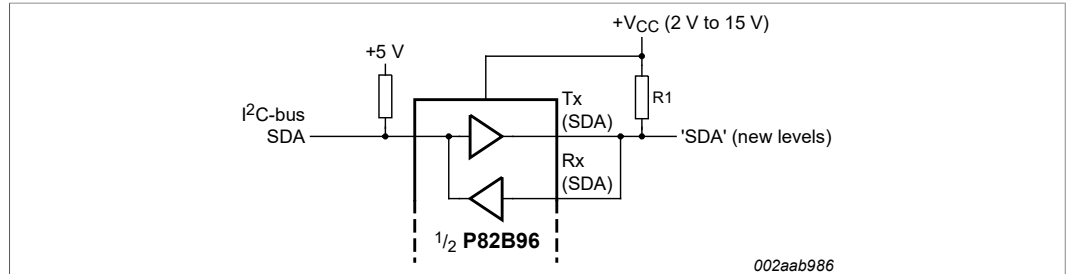 +VCC (2 V to 15 V)
+5 V
R1
Tx
(SDA)
I2C-bus
SDA
'SDA' (new levels)
Rx
(SDA)
1/2 P82B96
002aab986